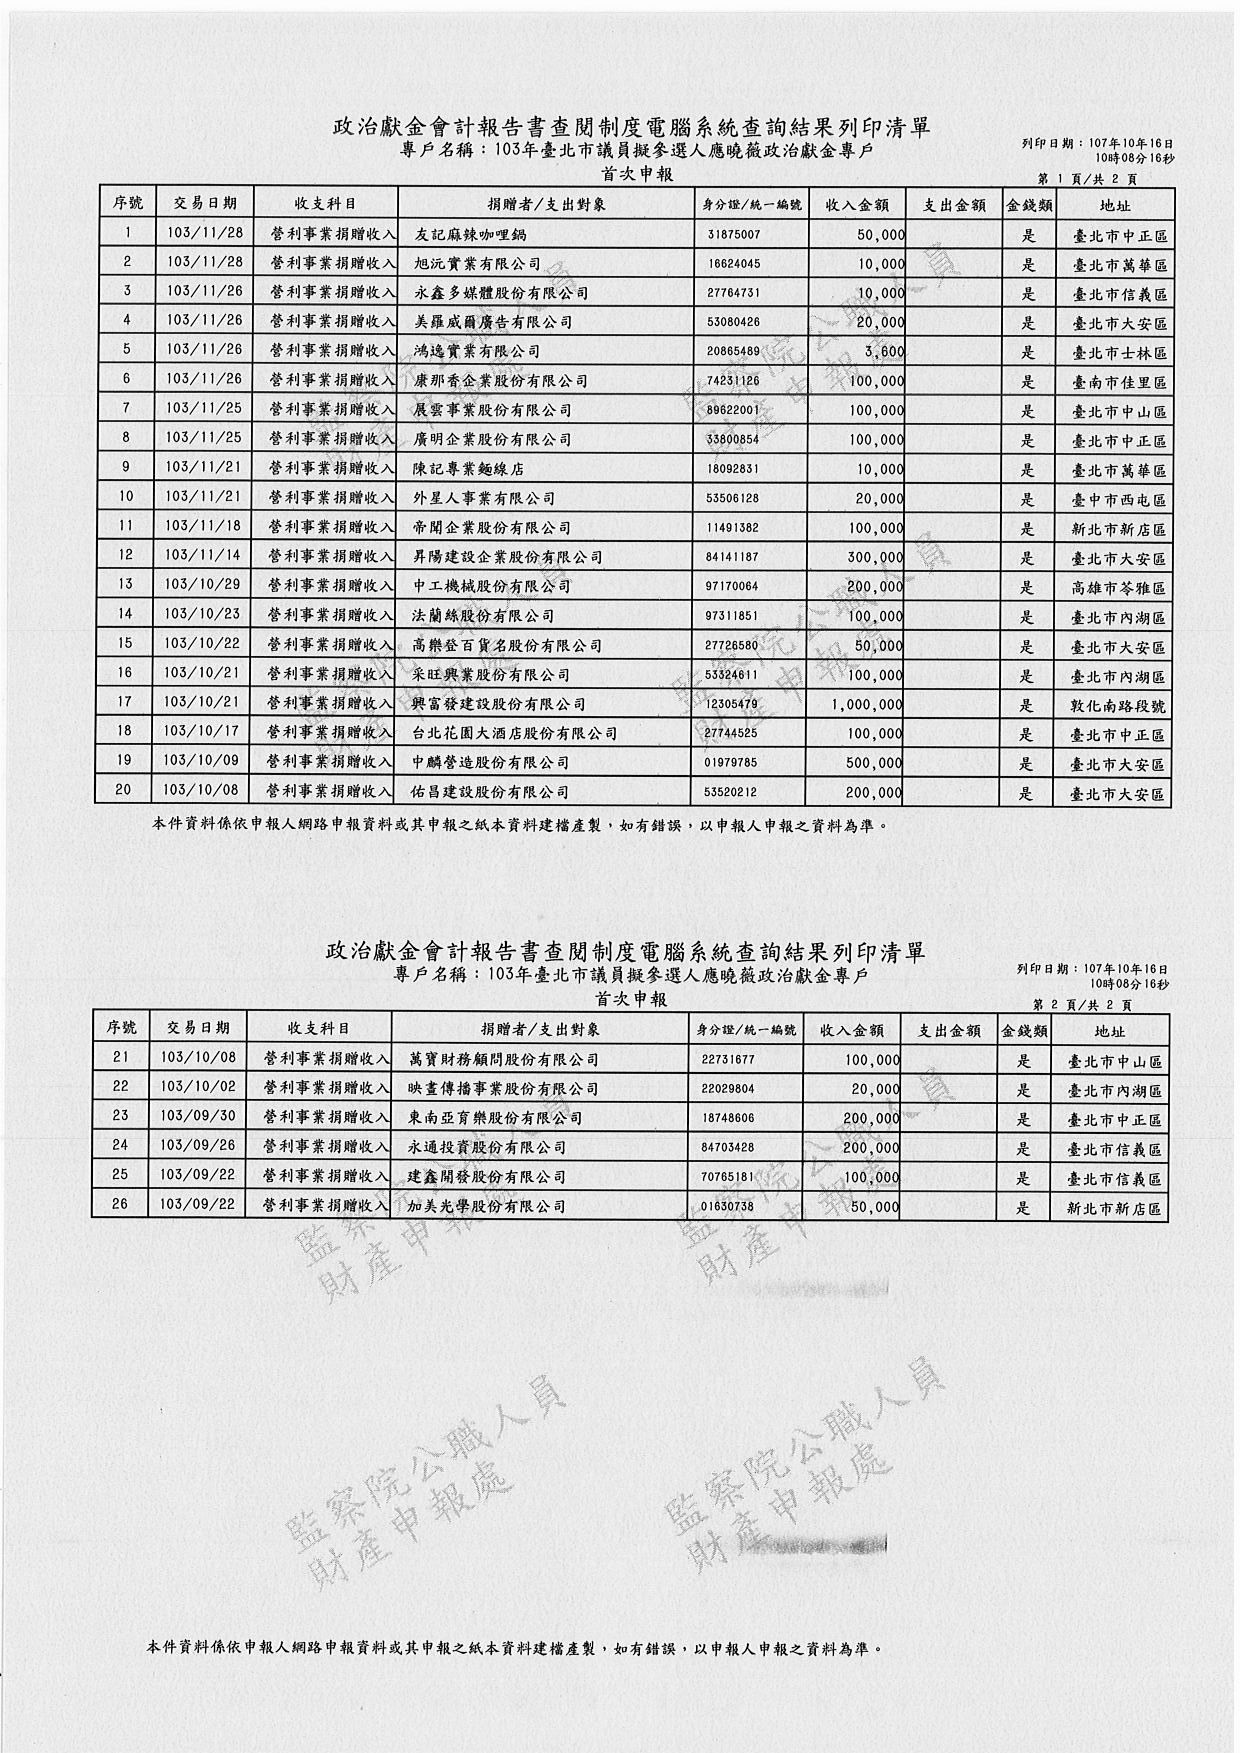 政治獻金會計報告書查閱制度電腦系統查詢結果列印清單
專戶名稱：103年臺北市議員擬參選人應曉薇政治獻金專戶
列印日期：107年10年16日
10時08分16秒
首次申報
第 1 頁/共 2 頁
序號 交易日期 收支科目 捐贈者/支出對象 身分證/統一編號 收入金額 支出金額 金錢類 地址
1 103/11/28 營利事業捐贈收入 友記麻辣咖哩鍋 31875007 50,000 是 臺北市中正區
2 103/11/28 營利事業捐贈收入 旭沅實業有限公司 16624045 10,000 是 臺北市萬華區
3 103/11/26 營利事業捐贈收入 永鑫多媒體股份有限公司 27764731 10,000 是 臺北市信義區
4 103/11/26 營利事業捐贈收入 美羅威爾廣告有限公司 53080426 20,000 是 臺北市大安區
5 103/11/26 營利事業捐贈收入 鴻逸實業有限公司 20865489 3,600 是 臺北市士林區
6 103/11/26 營利事業捐贈收入 康那香企業股份有限公司 74231126 100,000 是 臺南市佳里區
7 103/11/25 營利事業捐贈收入 展雲事業股份有限公司 89622001 100,000 是 臺北市中山區
8 103/11/25 營利事業捐贈收入 廣明企業股份有限公司 33800854 100,000 是 臺北市中正區
9 103/11/21 營利事業捐贈收入 陳記專業麵線店 18092831 10,000 是 臺北市萬華區
10 103/11/21 營利事業捐贈收入 外星人事業有限公司 53506128 20,000 是 臺中市西屯區
11 103/11/18 營利事業捐贈收入 帝聞企業股份有限公司 11491382 100,000 是 新北市新店區
12 103/11/14 營利事業捐贈收入 昇陽建設企業股份有限公司 84141187 300,000 是 臺北市大安區
13 103/10/29 營利事業捐贈收入 中工機械股份有限公司 97170064 200,000 是 高雄市苓雅區
14 103/10/23 營利事業捐贈收入 法蘭絲股份有限公司 97311851 100,000 是 臺北市內湖區
15 103/10/22 營利事業捐贈收入 高樂登百貨名股份有限公司 27726580 50,000 是 臺北市大安區
16 103/10/21 營利事業捐贈收入 采旺興業股份有限公司 53324611 100,000 是 臺北市內湖區
17 103/10/21 營利事業捐贈收入 興富發建設股份有限公司 12305479 1,000,000 是 敦化南路段號
18 103/10/17 營利事業捐贈收入 台北花園大酒店股份有限公司 27744525 100,000 是 臺北市中正區
19 103/10/09 營利事業捐贈收入 中麟營造股份有限公司 01979785 500,000 是 臺北市大安區
20 103/10/08 營利事業捐贈收入 佑昌建設股份有限公司 53520212 200,000 是 臺北市大安區
監察院公職人員
財產申報處
監察院公職人員
財產申報處
監察院公職人員
財產申報處
監察院公職人員
財產申報處
本件資料係依申報人網路申報資料或其申報之紙本資料建檔產製，如有錯誤，以申報人申報之資料為準。
政治獻金會計報告書查閱制度電腦系統查詢結果列印清單
專戶名稱：103年臺北市議員擬參選人應曉薇政治獻金專戶
列印日期：107年10年16日
10時08分16秒
首次申報
第 2 頁/共 2 頁
序號 交易日期 收支科目 捐贈者/支出對象 身分證/統一編號 收入金額 支出金額 金錢類 地址
21 103/10/08 營利事業捐贈收入 萬寶財務顧問股份有限公司 22731677 100,000 是 臺北市中山區
22 103/10/02 營利事業捐贈收入 映畫傳播事業股份有限公司 22029804 20,000 是 臺北市內湖區
23 103/09/30 營利事業捐贈收入 東南亞育樂股份有限公司 18748606 200,000 是 臺北市中正區
24 103/09/26 營利事業捐贈收入 永通投資股份有限公司 84703428 200,000 是 臺北市信義區
25 103/09/22 營利事業捐贈收入 建鑫開發股份有限公司 70765181 100,000 是 臺北市信義區
26 103/09/22 營利事業捐贈收入 加美光學股份有限公司 01630738 50,000 是 新北市新店區
監察院公職人員
財產申報處
監察院公職人員
財產申報處
監察院公職人員
財產申報處
監察院公職人員
財產申報處
本件資料係依申報人網路申報資料或其申報之紙本資料建檔產製，如有錯誤，以申報人申報之資料為準。